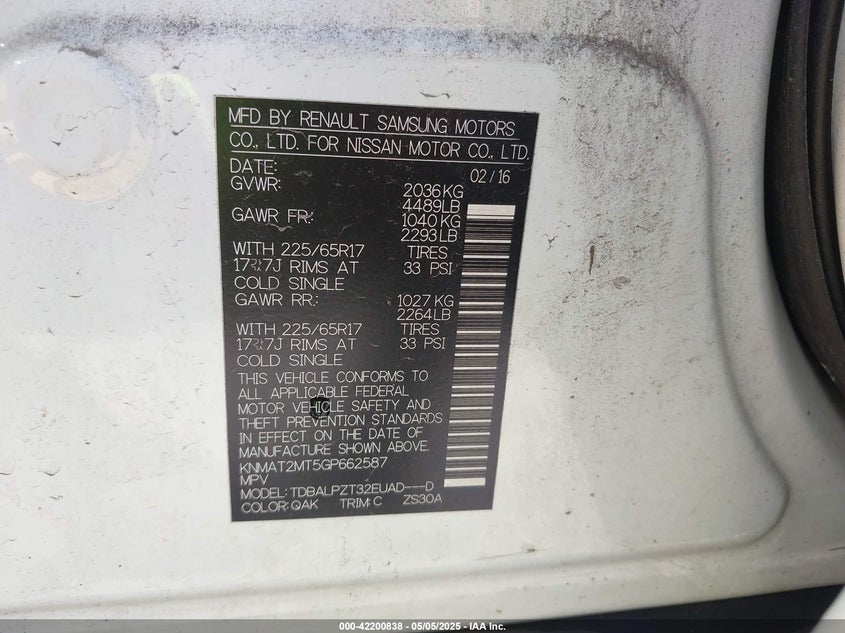 MFD BY RENAULT SAMSUNG MOTORS
CO., LTD. FOR NISSAN MOTOR CO., LTD.
DATE: 02/16
GVWR: 2036KG
4489LB
GAWR FR: 1040KG
2293LB
WITH 225/65R17 TIRES
17X7J RIMS AT 33 PSI
COLD SINGLE
GAWR RR: 1027KG
2264LB
WITH 225/65R17 TIRES
17X7J RIMS AT 33 PSI
COLD SINGLE
THIS VEHICLE CONFORMS TO
ALL APPLICABLE FEDERAL
MOTOR VEHICLE SAFETY AND
THEFT PREVENTION STANDARDS
IN EFFECT ON THE DATE OF
MANUFACTURE SHOWN ABOVE.
KNMAT2MT5GP662587
MPV
MODEL: TDBALPZT32EUAD---D
COLOR: QAK TRIM: C ZS30A
000-42200838 - 05/05/2025 - IAA Inc.